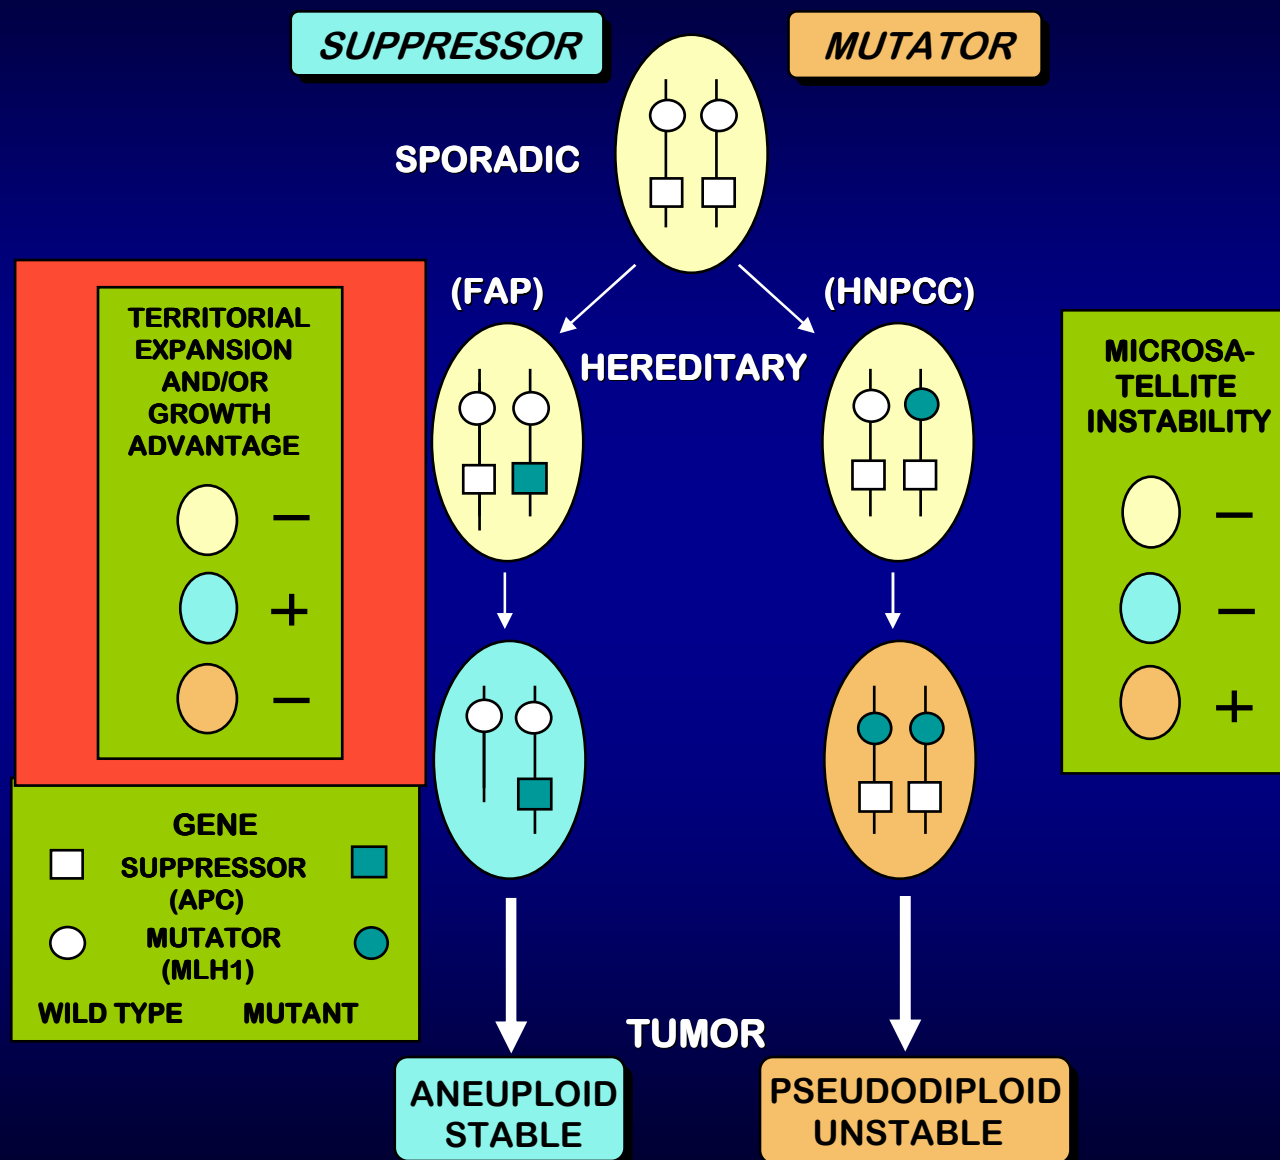 SUPPRESSOR
MUTATOR
SPORADIC
(FAP)
(HNPCC)
HEREDITARY
TERRITORIAL
EXPANSION
AND/OR
GROWTH
ADVANTAGE
−
+
−
MICROSA-
TELLITE
INSTABILITY
−
−
+
GENE
SUPPRESSOR
(APC)
MUTATOR
(MLH1)
WILD TYPE MUTANT
TUMOR
ANEUPLOID
STABLE
PSEUDODIPLOID
UNSTABLE